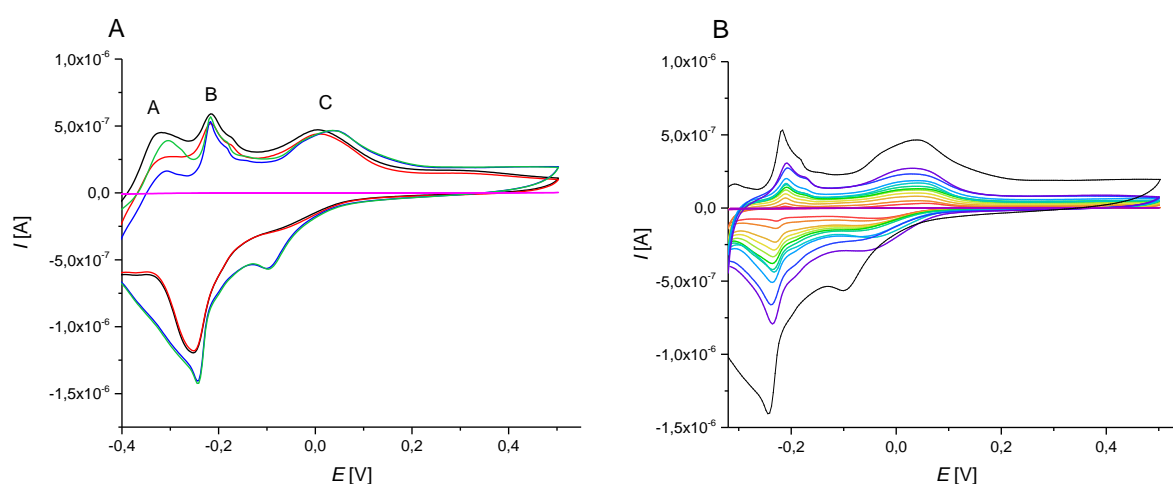 A
1,0x10⁻⁶
5,0x10⁻⁷
0,0
-5,0x10⁻⁷
-1,0x10⁻⁶
-1,5x10⁻⁶
I [A]
A
B
C
-0,4
-0,2
0,0
0,2
0,4
E [V]
B
1,0x10⁻⁶
5,0x10⁻⁷
0,0
-5,0x10⁻⁷
-1,0x10⁻⁶
-1,5x10⁻⁶
I [A]
-0,2
0,0
0,2
0,4
E [V]